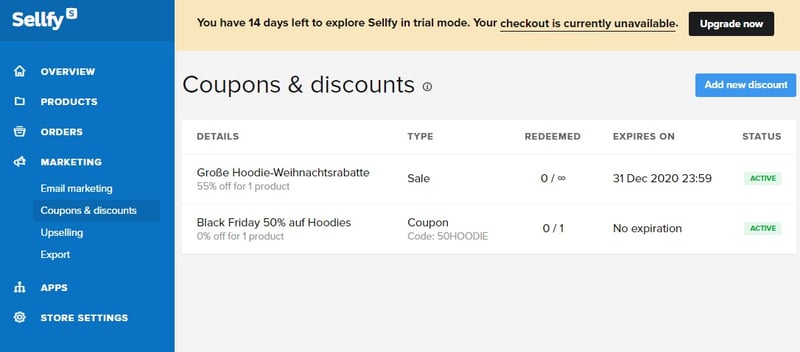 Sellfy S
You have 14 days left to explore Sellfy in trial mode. Your checkout is currently unavailable. Upgrade now
OVERVIEW
PRODUCTS
ORDERS
MARKETING
Email marketing
Coupons & discounts
Upselling
Export
APPS
STORE SETTINGS
Coupons & discounts
Add new discount
DETAILS TYPE REDEEMED EXPIRES ON STATUS
Große Hoodie-Weihnachtsrabatte Sale 0 / ∞ 31 Dec 2020 23:59 ACTIVE
55% off for 1 product
Black Friday 50% auf Hoodies Coupon 0 / 1 No expiration ACTIVE
0% off for 1 product Code: 50HOODIE